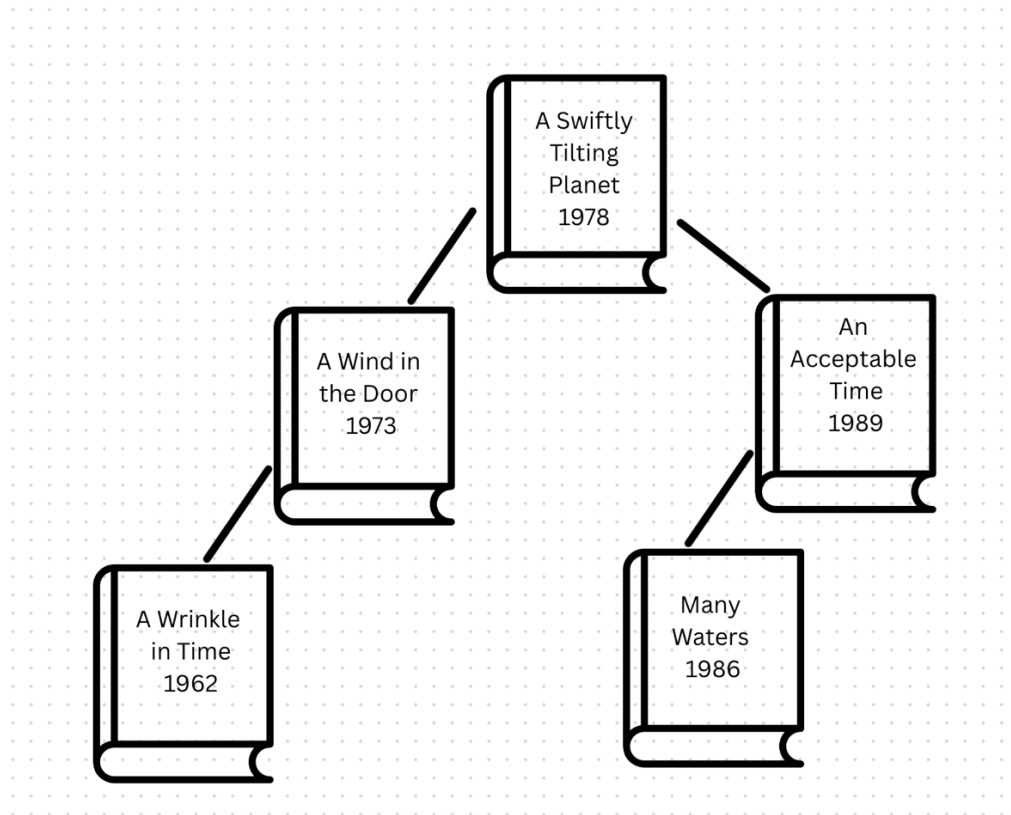 A Swiftly
Tilting
Planet
1978
A Wind in
the Door
1973
An
Acceptable
Time
1989
A Wrinkle
in Time
1962
Many
Waters
1986